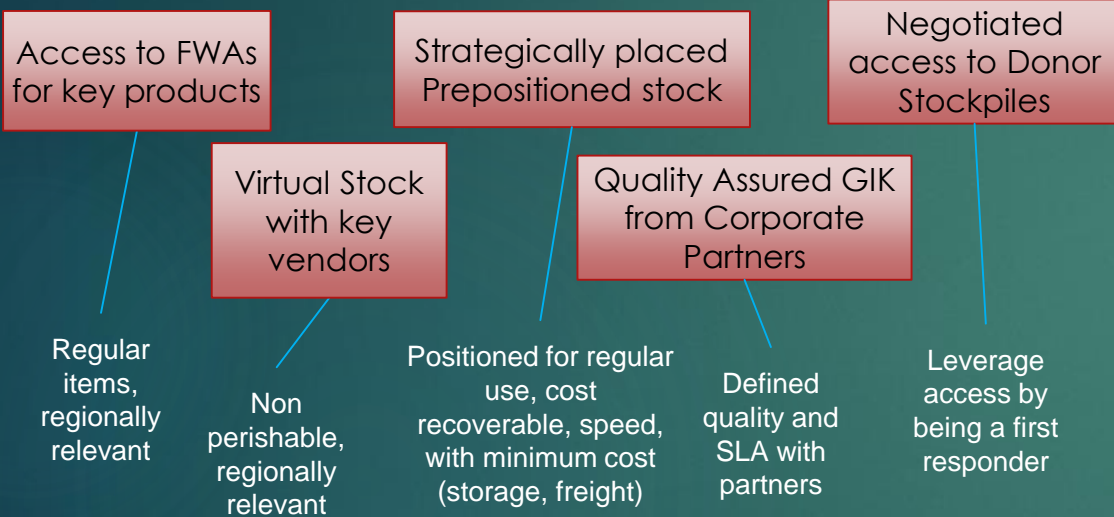 Access to FWAs
for key products
Strategically placed
Prepositioned stock
Negotiated
access to Donor
Stockpiles
Virtual Stock
with key
vendors
Quality Assured GIK
from Corporate
Partners
Regular
items,
regionally
relevant
Non
perishable,
regionally
relevant
Positioned for regular
use, cost
recoverable, speed,
with minimum cost
(storage, freight)
Defined
quality and
SLA with
partners
Leverage
access by
being a first
responder